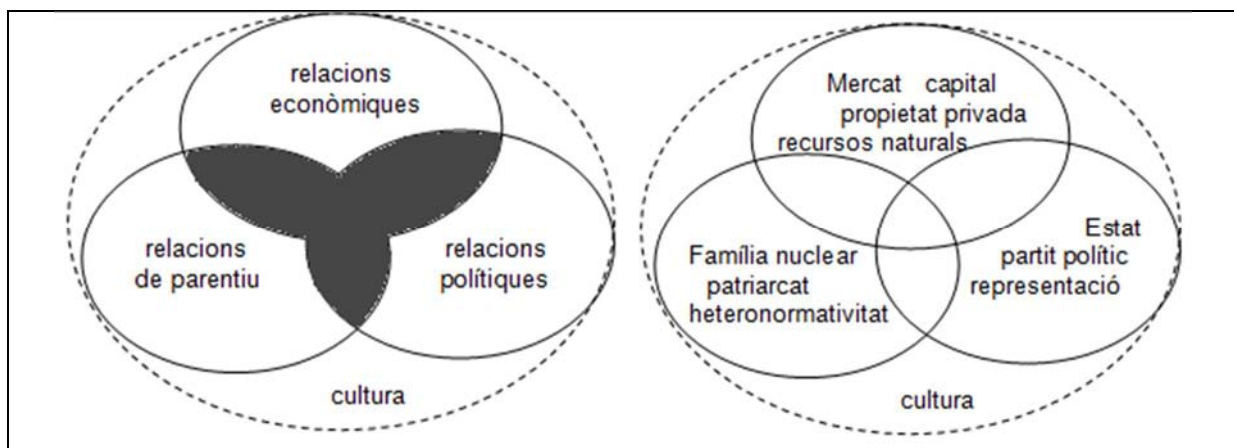 relacions
econòmiques
relacions
de parentiu
relacions
polítiques
cultura
Mercat capital
propietat privada
recursos naturals
Família nuclear
patriarcat
heteronormativitat
Estat
partit polític
representació
cultura